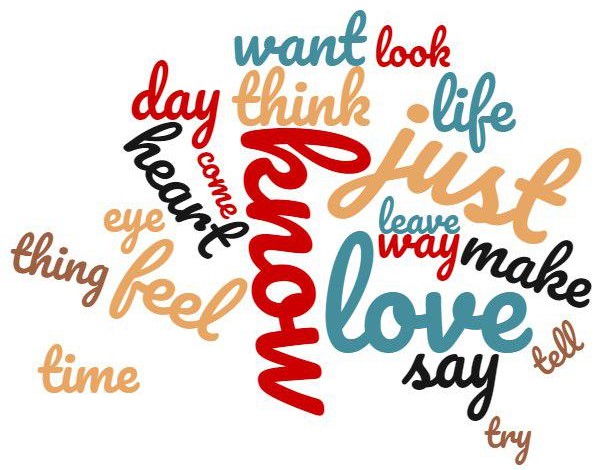 want look
day think life
just
heart come know
eye leave
thing feel way make
love
time say tell
try